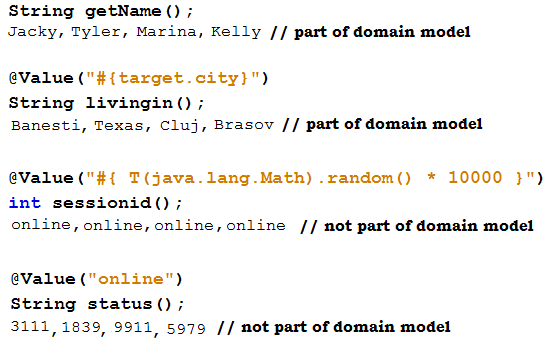 String getName();
Jacky, Tyler, Marina, Kelly // part of domain model
@Value("#{target.city}")
String livingin();
Banesti, Texas, Cluj, Brasov // part of domain model
@Value("#{ T(java.lang.Math).random() * 10000 }")
int sessionid();
online, online, online, online // not part of domain model
@Value("online")
String status();
3111, 1839, 9911, 5979 // not part of domain model